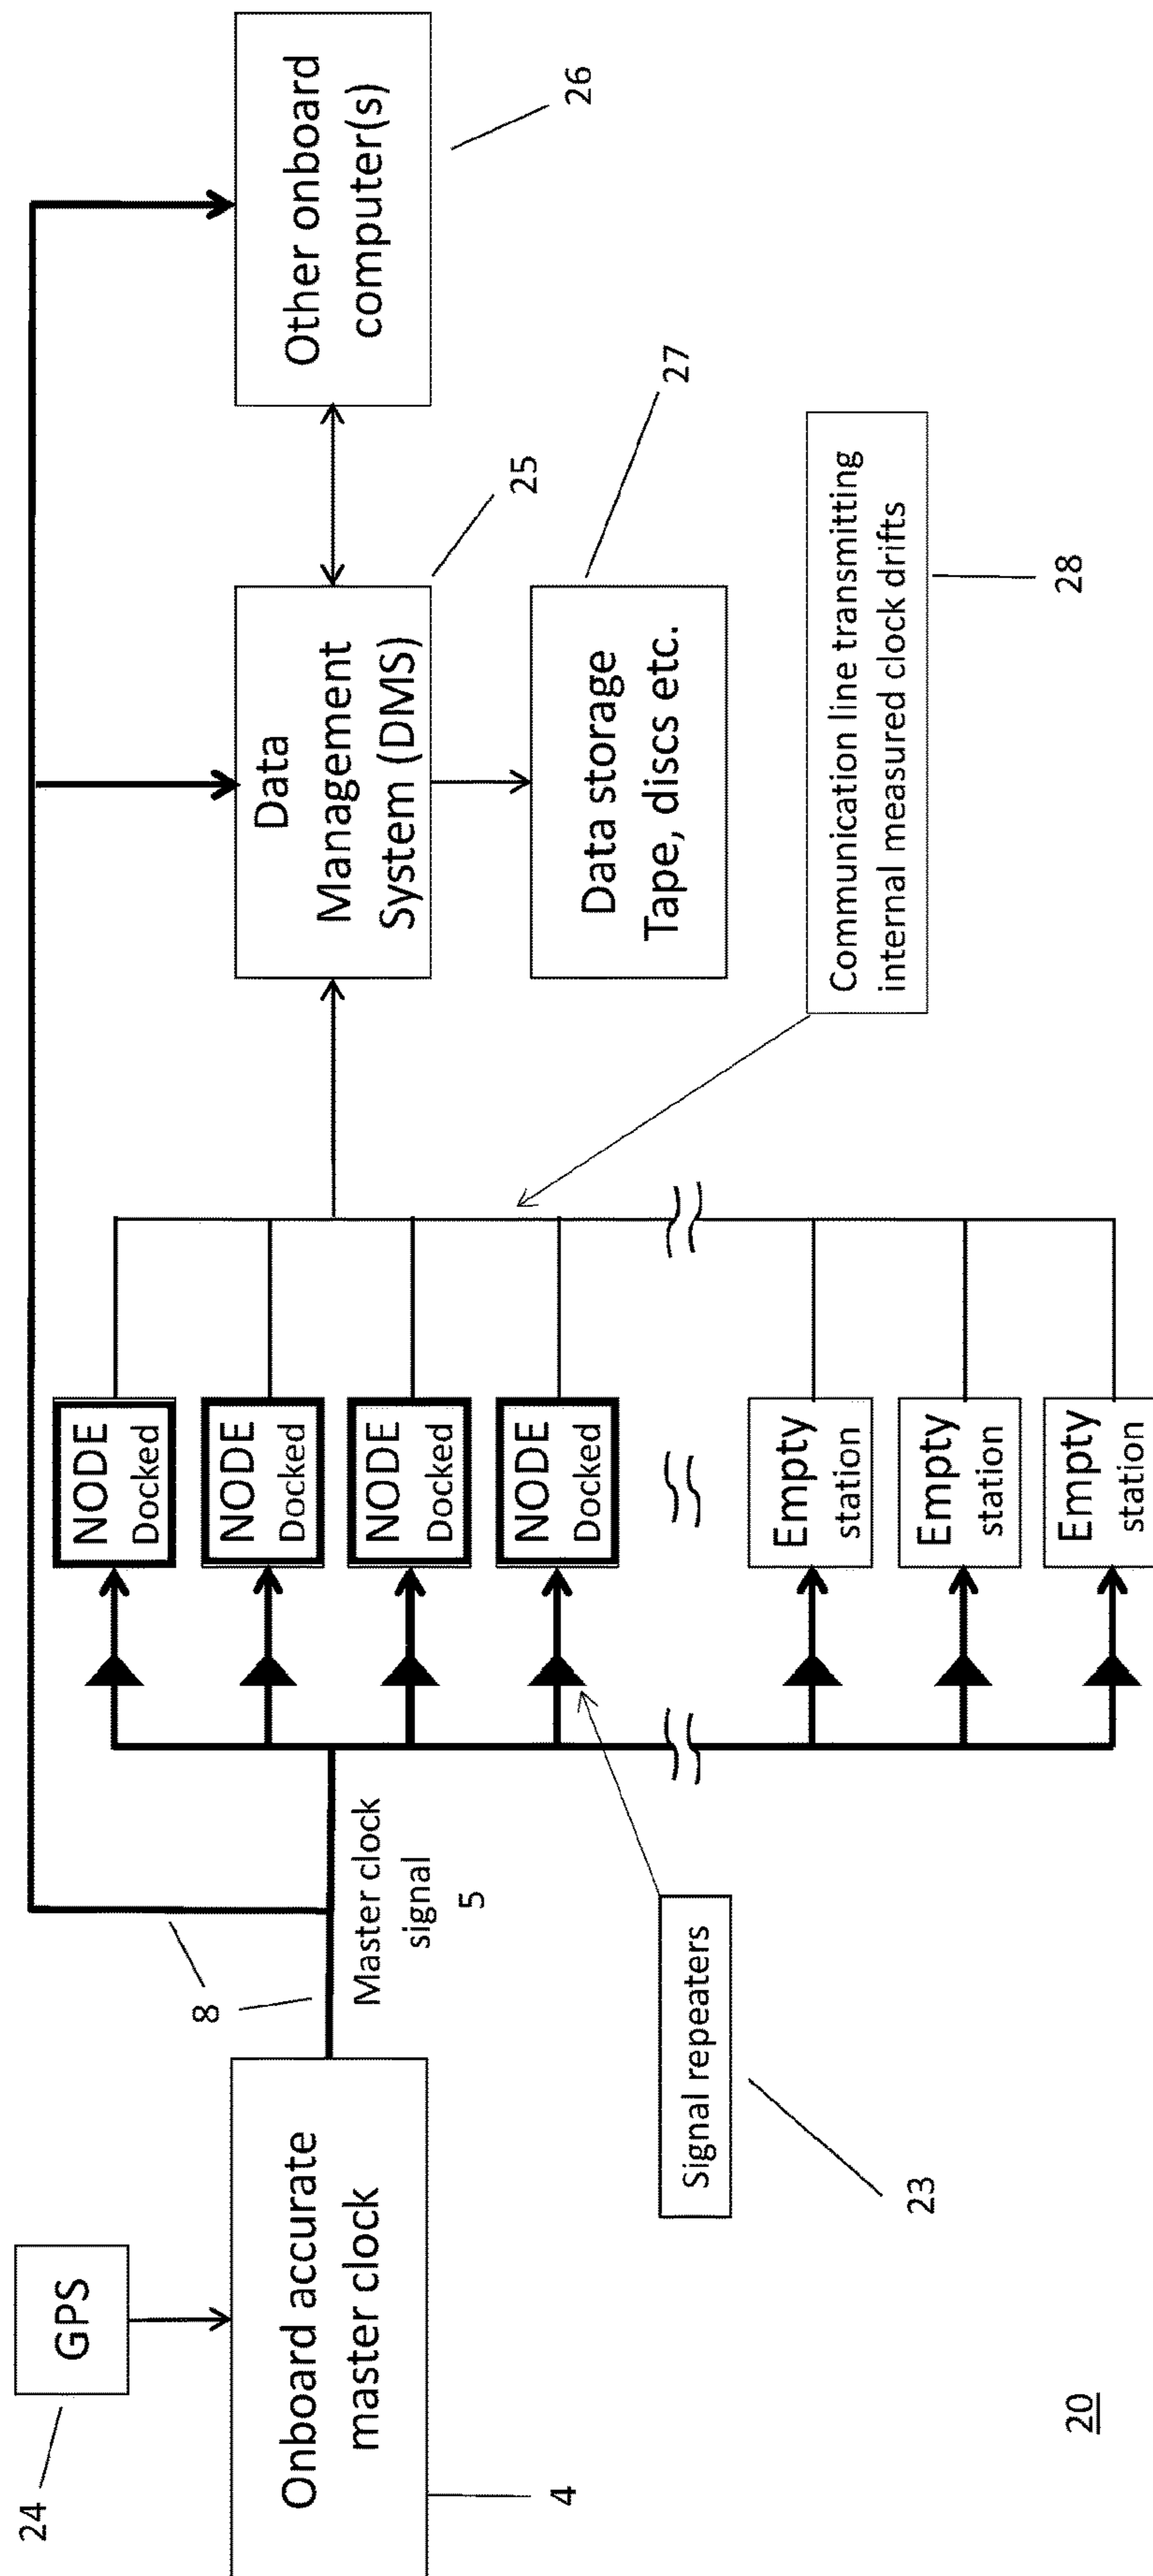 24
GPS
Onboard accurate
master clock
4
8
Master clock
signal
5
Signal repeaters
23
NODE
Docked
NODE
Docked
NODE
Docked
NODE
Docked
Empty
station
Empty
station
Empty
station
Data
Management
System (DMS)
25
Other onboard
computer(s)
26
Data storage
Tape, discs etc.
27
Communication line transmitting
internal measured clock drifts
28
20